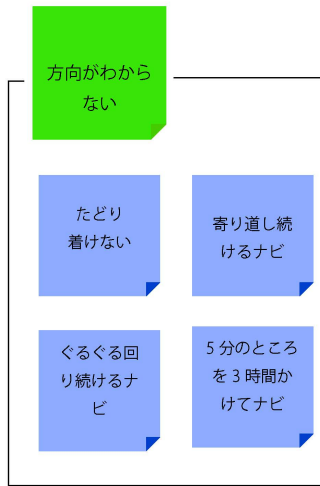 方向がわから
ない
たどり
着けない
寄り道し続
けるナビ
ぐるぐる回
り続けるナ
ビ
5分のところ
を3時間か
けてナビ